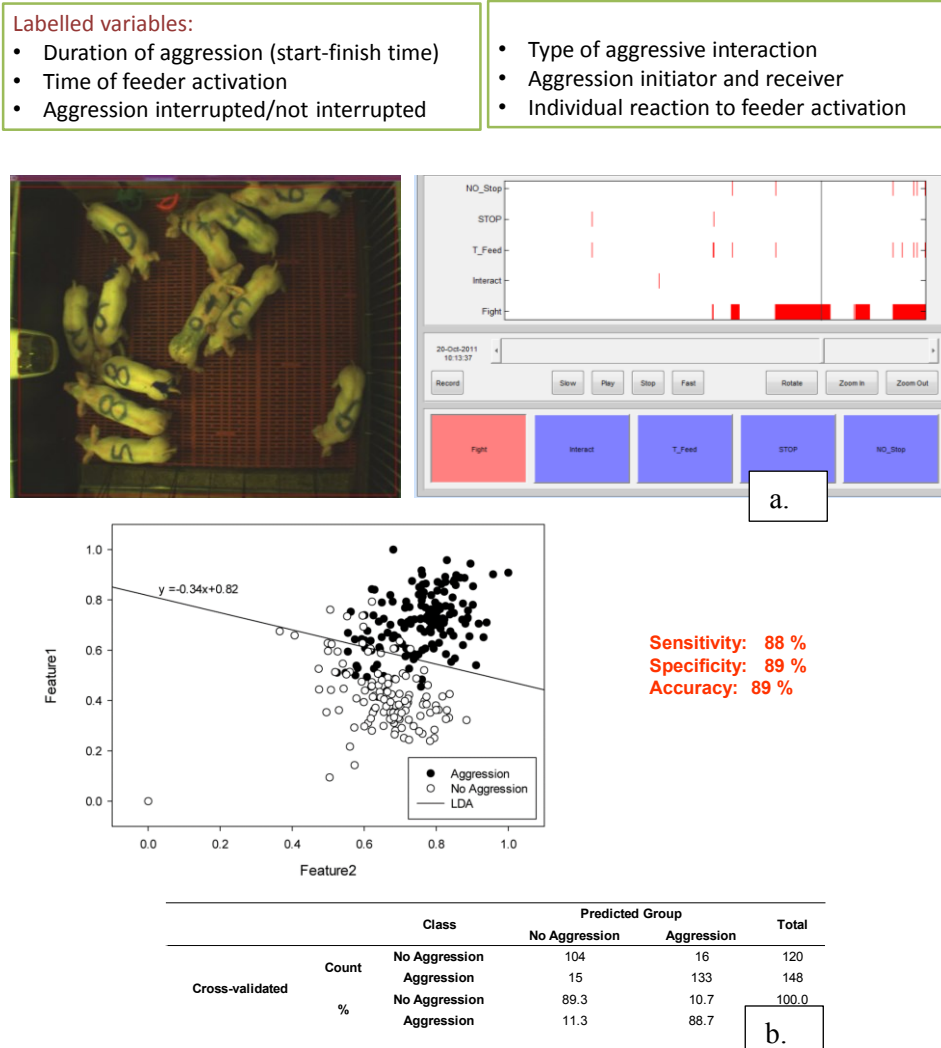 Labelled variables:
• Duration of aggression (start-finish time)
• Time of feeder activation
• Aggression interrupted/not interrupted
• Type of aggressive interaction
• Aggression initiator and receiver
• Individual reaction to feeder activation
NO_Stop
STOP
T_Feed
Interact
Fight
20-Oct-2011
10:13:37
Record Slow Play Stop Fast Rotate Zoom In Zoom Out
Fight Interact T_Feed STOP NO_Stop
a.
1.0
0.8
0.6
0.4
0.2
0.0
Feature1
y =-0.34x+0.82
Aggression
No Aggression
LDA
0.0 0.2 0.4 0.6 0.8 1.0
Feature2
Sensitivity: 88 %
Specificity: 89 %
Accuracy: 89 %
Class Predicted Group Total
No Aggression Aggression
Cross-validated Count No Aggression 104 16 120
Aggression 15 133 148
% No Aggression 89.3 10.7 100.0
Aggression 11.3 88.7
b.